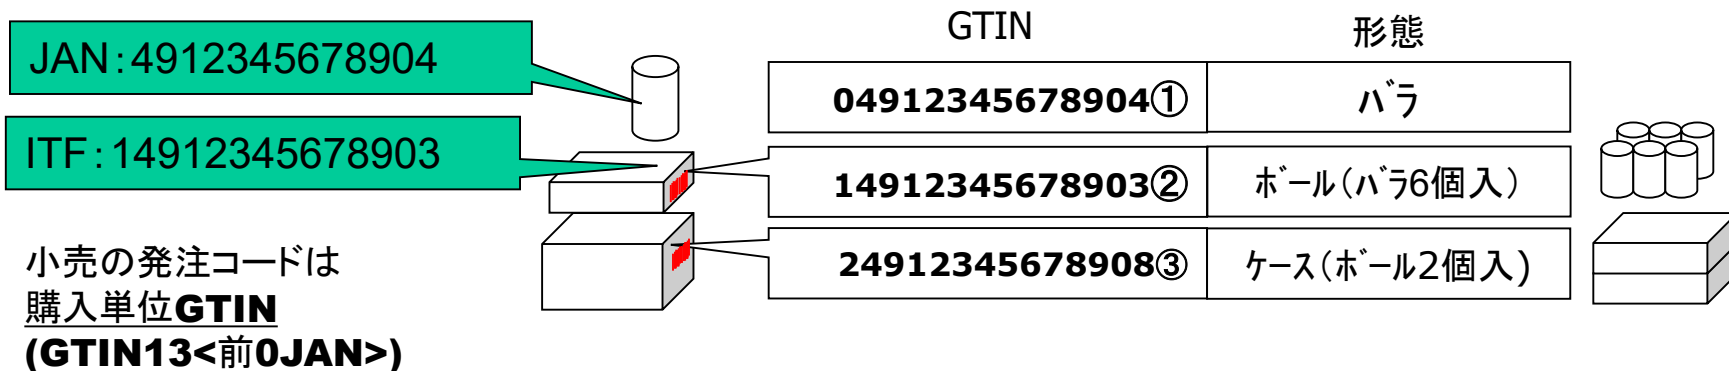 JAN:4912345678904
ITF:14912345678903
小売の発注コードは
購入単位GTIN
(GTIN13<前0JAN>)
GTIN 形態
04912345678904① バラ
14912345678903② ボール(バラ6個入)
24912345678908③ ケース(ボール2個入)